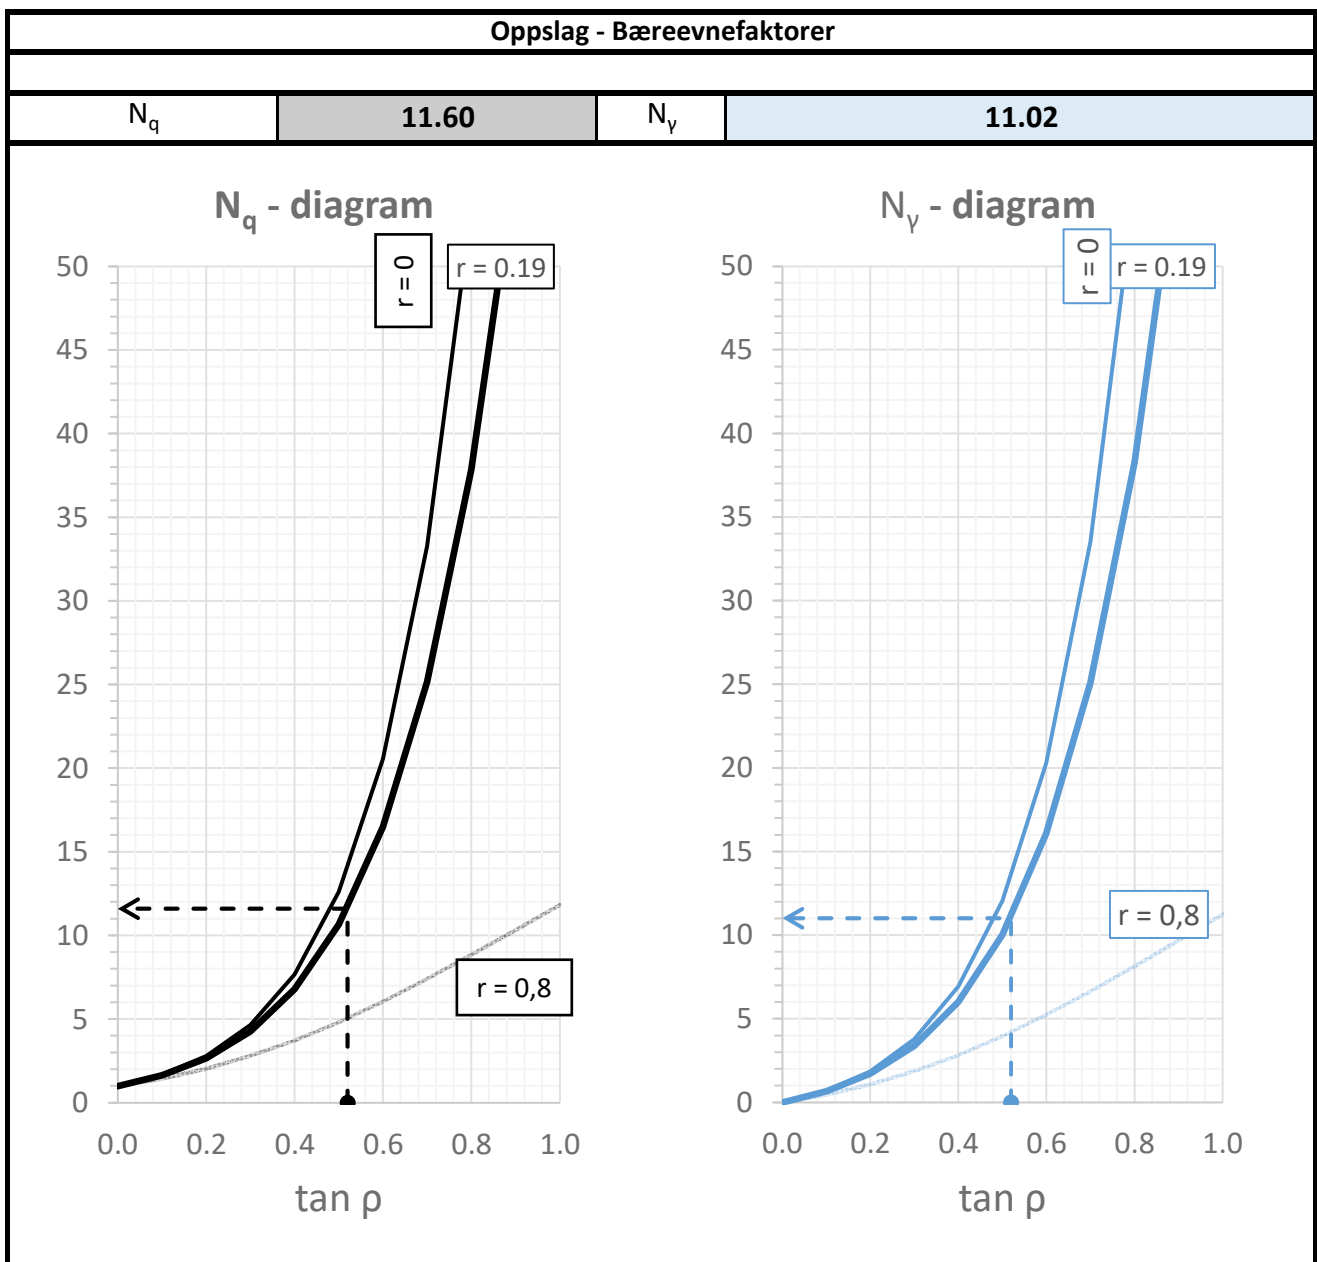 Oppslag - Bæreevnefaktorer
Nq 11.60 Nγ 11.02
Nq - diagram
r = 0
r = 0.19
50
45
40
35
30
25
20
15
10
5
0
r = 0,8
0.0 0.2 0.4 0.6 0.8 1.0
tan ρ
Nγ - diagram
r = 0
r = 0.19
50
45
40
35
30
25
20
15
10
5
0
r = 0,8
0.0 0.2 0.4 0.6 0.8 1.0
tan ρ